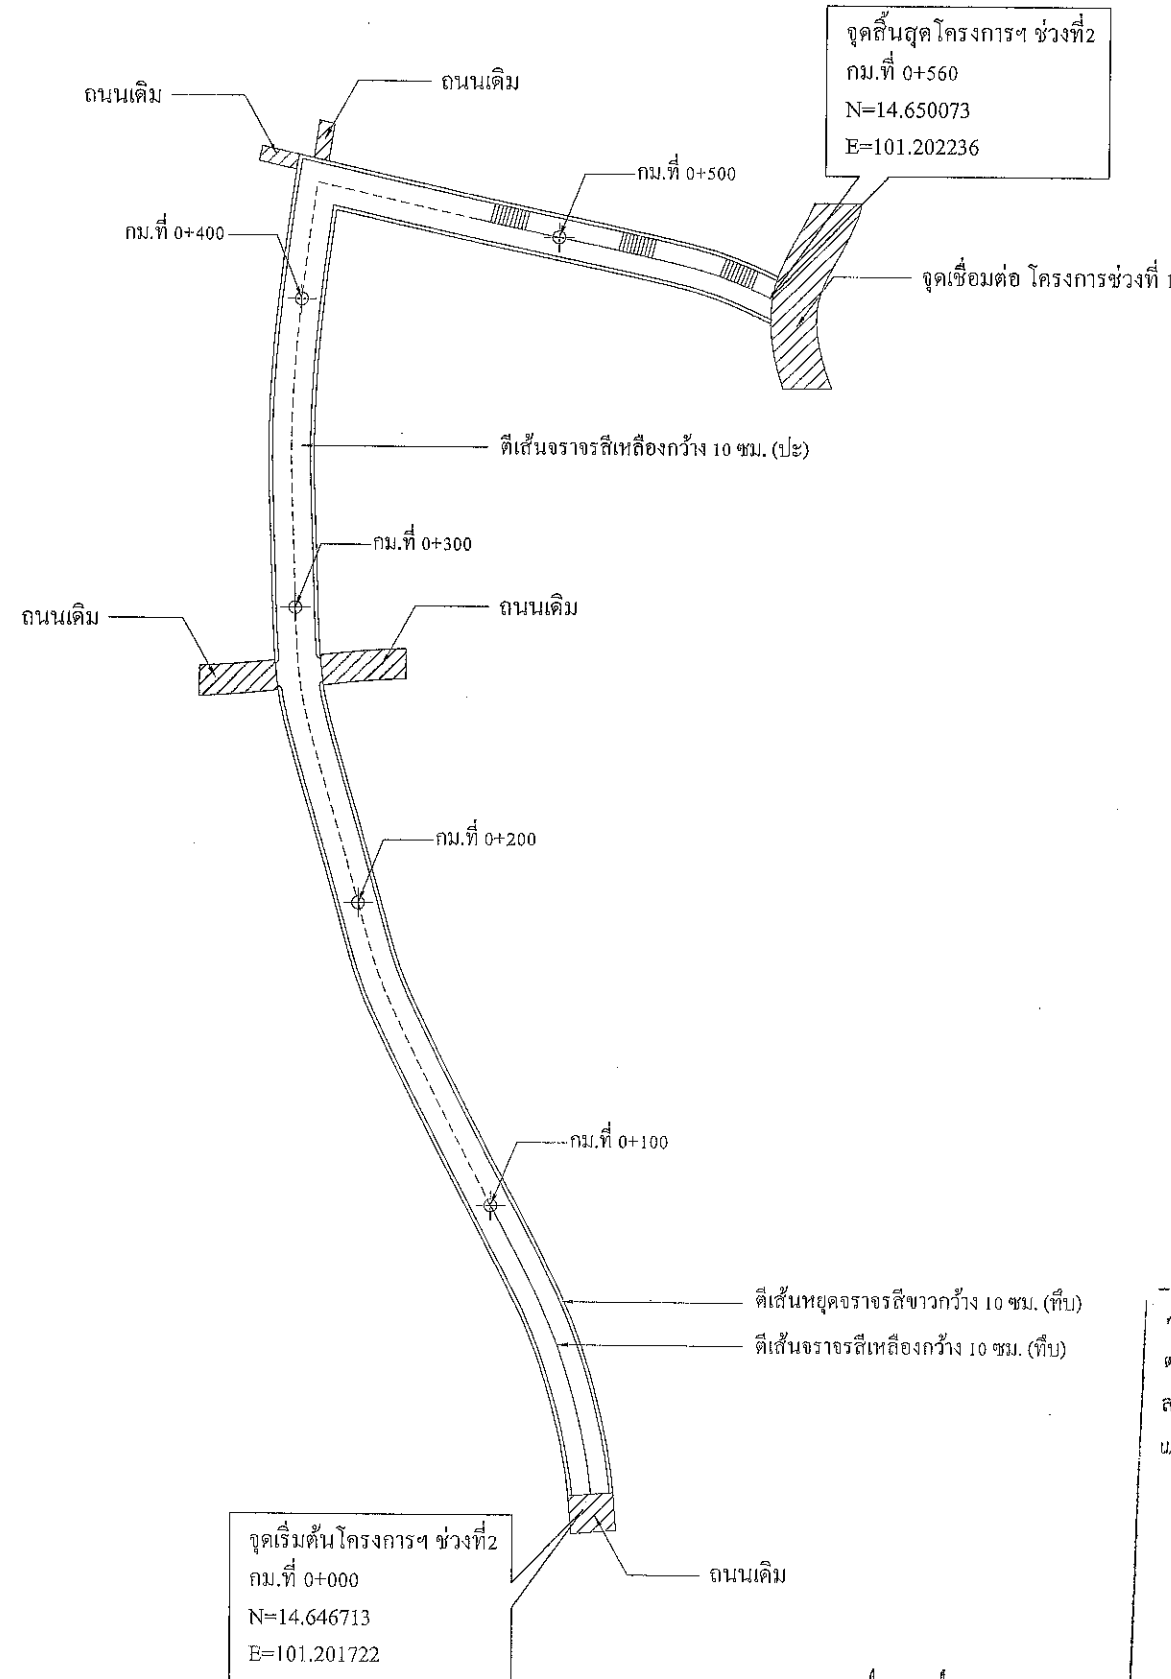 จุดสิ้นสุดโครงการฯ ช่วงที่2
กม.ที่ 0+560
N=14.650073
E=101.202236
ถนนเดิม
ถนนเดิม
กม.ที่ 0+500
กม.ที่ 0+400
จุดเชื่อมต่อ โครงการช่วงที่ 1
ตีเส้นจราจรสีเหลืองกว้าง 10 ซม. (ปะ)
กม.ที่ 0+300
ถนนเดิม
ถนนเดิม
กม.ที่ 0+200
กม.ที่ 0+100
ตีเส้นหยุดจราจรสีขาวกว้าง 10 ซม. (ทึบ)
ตีเส้นจราจรสีเหลืองกว้าง 10 ซม. (ทึบ)
จุดเริ่มต้นโครงการฯ ช่วงที่2
กม.ที่ 0+000
N=14.646713
E=101.201722
ถนนเดิม